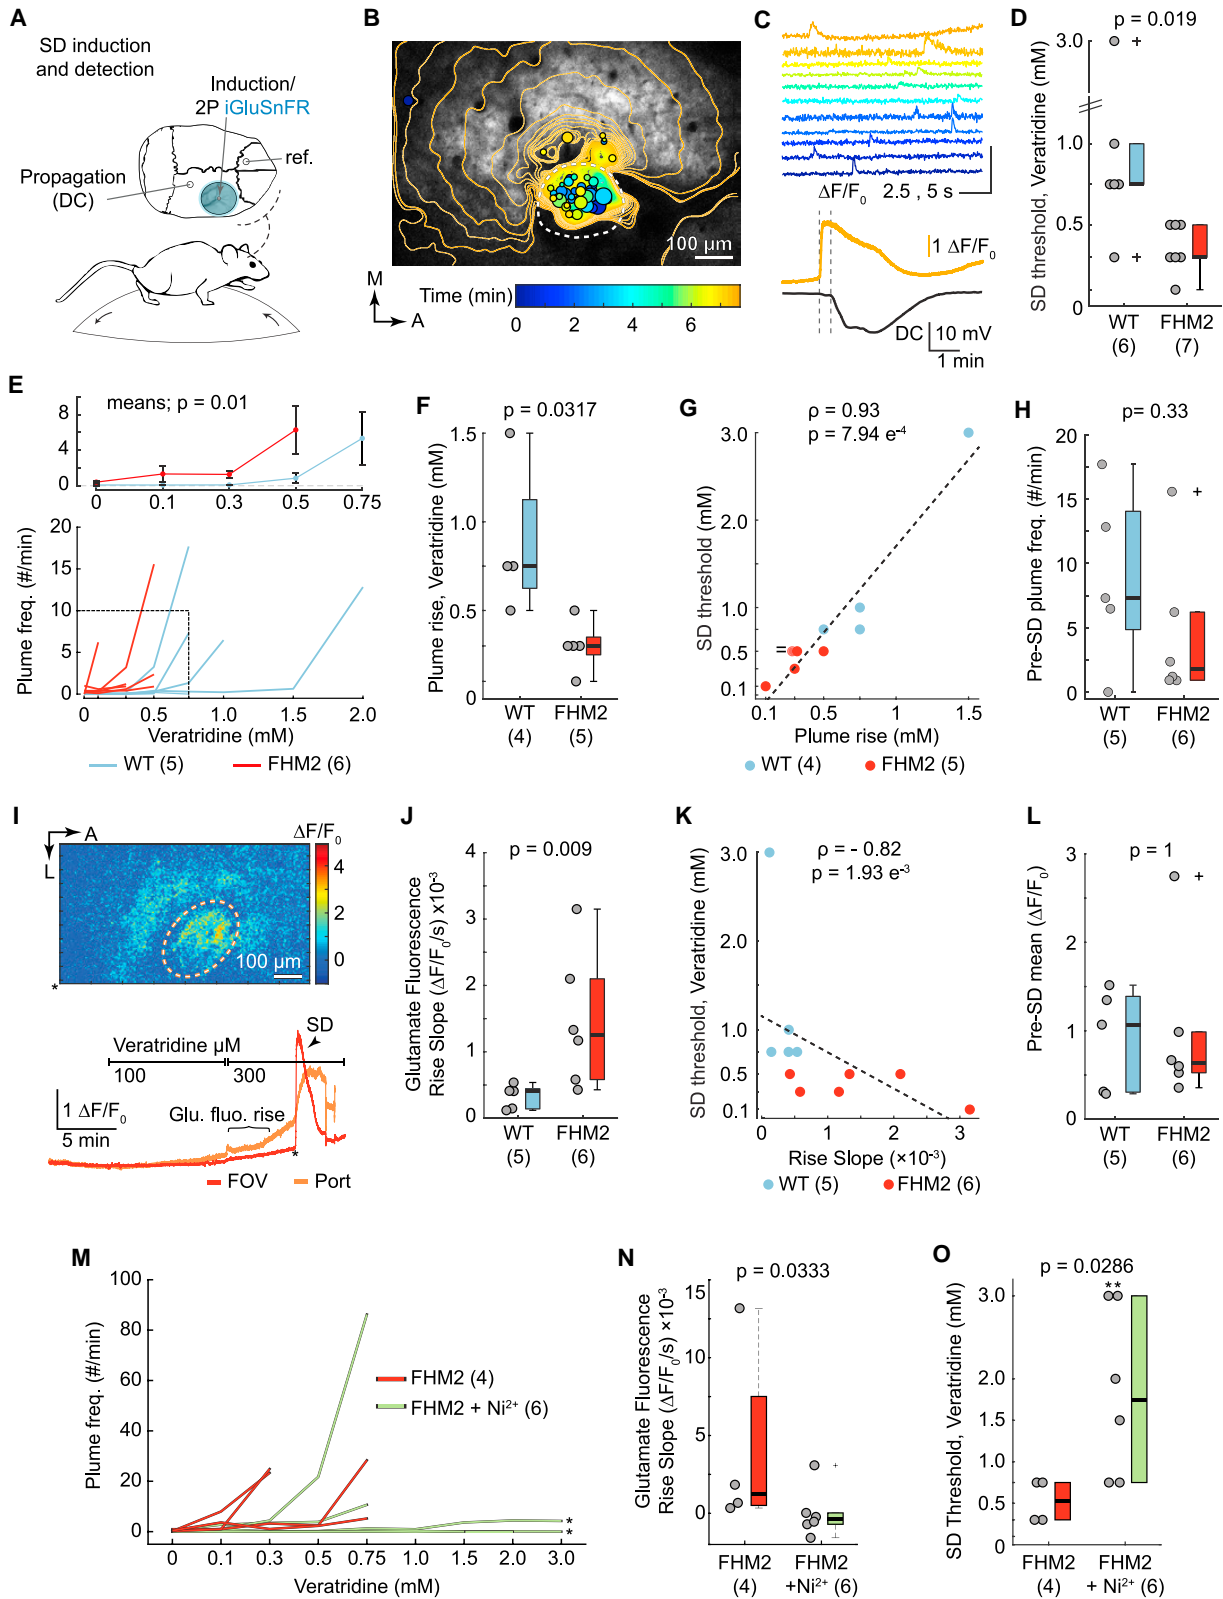 A
SD induction
and detection
Induction/
2P iGluSnFR
ref.
Propagation
(DC)
B
100 µm
M
A
Time (min)
0 2 4 6
C
ΔF/F0 2.5 , 5 s
1 ΔF/F0
DC
10 mV
1 min
D
p = 0.019
SD threshold, Veratridine (mM)
3.0
1.0
0.5
0
WT
(6)
FHM2
(7)
E
means; p = 0.01
8
4
0
0 0.1 0.3 0.5 0.75
Plume freq. (#/min)
20
15
10
5
0
0 0.5 1.0 1.5 2.0
Veratridine (mM)
WT (5)
FHM2 (6)
F
p = 0.0317
Plume rise, Veratridine (mM)
1.5
1.0
0.5
0
WT
(4)
FHM2
(5)
G
ρ = 0.93
p = 7.94 e-4
SD threshold (mM)
3.0
2.0
1.0
0.5
0.1
=
0.1 0.5 1 1.5
Plume rise (mM)
WT (4)
FHM2 (5)
H
p= 0.33
Pre-SD plume freq. (#/min)
20
15
10
5
0
WT
(5)
FHM2
(6)
I
A
L
ΔF/F0
4
2
0
100 µm
*
SD
Veratridine µM
100 300
1 ΔF/F0
5 min
Glu. fluo. rise
*
FOV
Port
J
p = 0.009
Glutamate Fluorescence
Rise Slope (ΔF/F0/s) x10-3
4
3
2
1
0
WT
(5)
FHM2
(6)
K
ρ = - 0.82
p = 1.93 e-3
SD threshold, Veratridine (mM)
3.0
2.0
1.0
0.5
0.1
0 1 2 3
Rise Slope (×10-3)
WT (5)
FHM2 (6)
L
p = 1
Pre-SD mean (ΔF/F0)
3
2
1
0
WT
(5)
FHM2
(6)
M
Plume freq. (#/min)
100
80
60
40
20
0
FHM2 (4)
FHM2 + Ni2+ (6)
*
*
0 0.1 0.3 0.5 0.75 1.0 1.5 2.0 3.0
Veratridine (mM)
N
p = 0.0333
Glutamate Fluorescence
Rise Slope (ΔF/F0/s) ×10-3
15
10
5
0
FHM2
(4)
FHM2
+Ni2+ (6)
O
p = 0.0286
**
SD Threshold, Veratridine (mM)
3.0
2.0
1.5
1.0
0.5
0
FHM2
(4)
FHM2
+ Ni2+ (6)